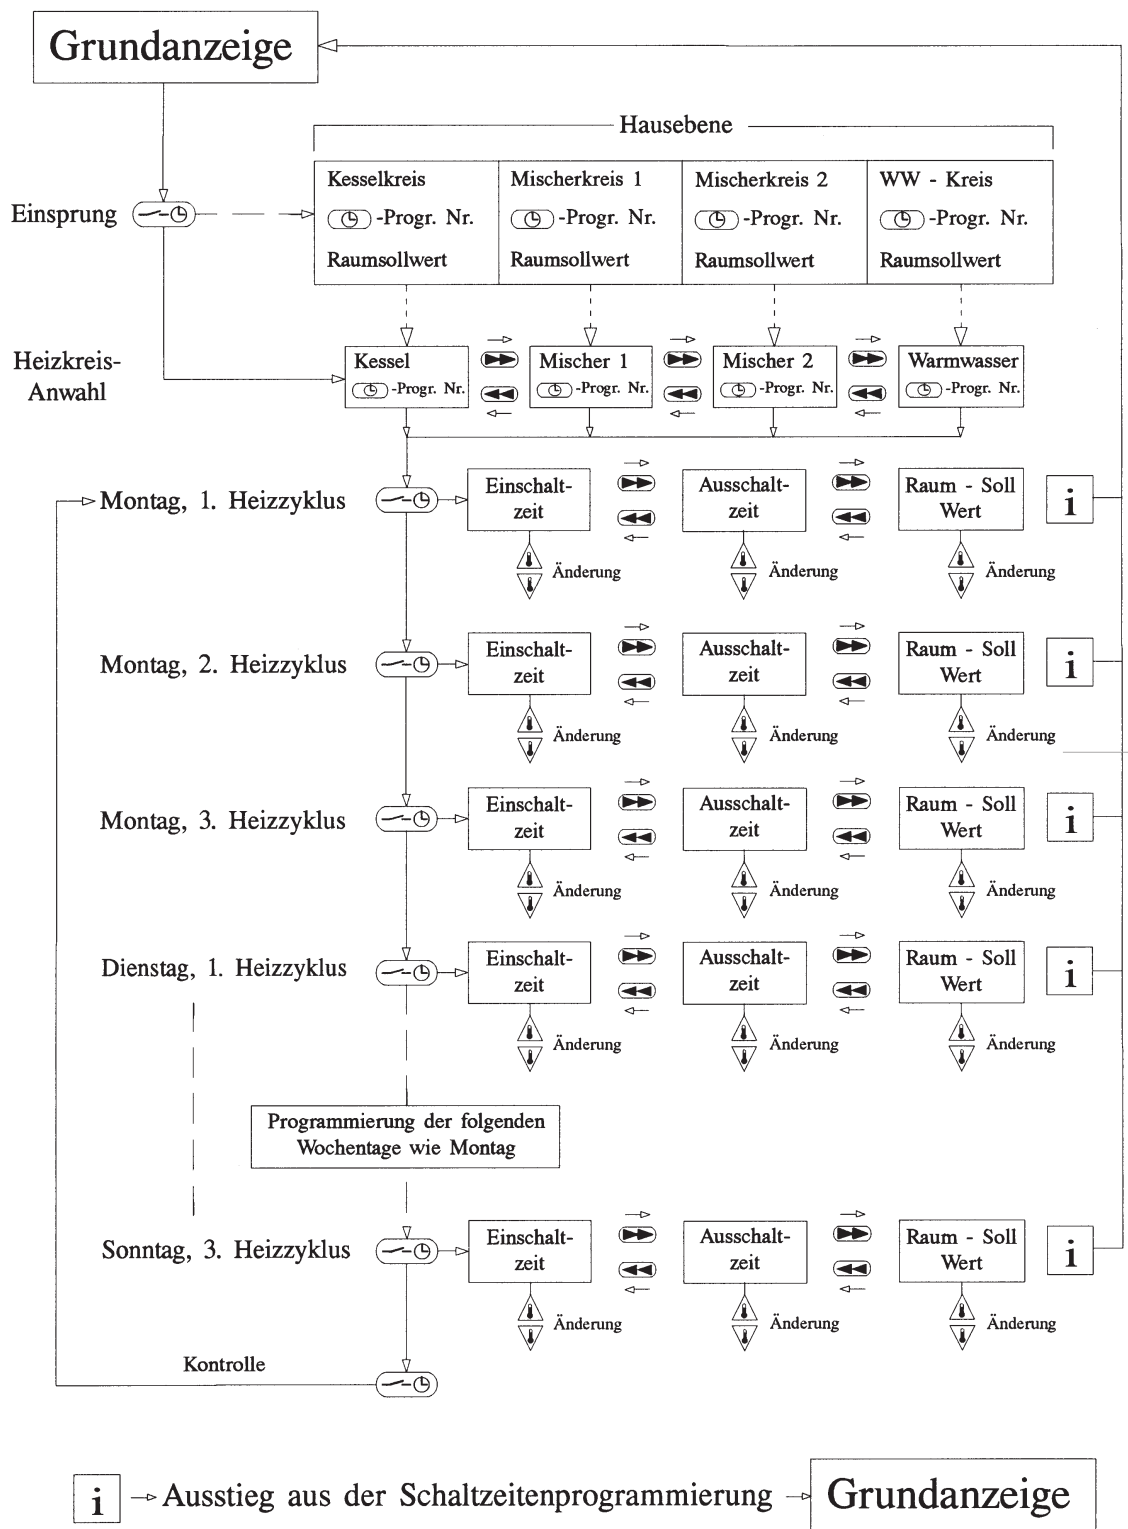 Grundanzeige
Hausebene
Kesselkreis Mischerkreis 1 Mischerkreis 2 WW - Kreis
Einsprung -Progr. Nr. -Progr. Nr. -Progr. Nr. -Progr. Nr.
Raumsollwert Raumsollwert Raumsollwert Raumsollwert
Heizkreis-
Anwahl
Kessel Mischer 1 Mischer 2 Warmwasser
-Progr. Nr. -Progr. Nr. -Progr. Nr. -Progr. Nr.
Montag, 1. Heizzyklus
Einschalt-
zeit
Ausschalt-
zeit
Raum - Soll
Wert
i
Änderung Änderung Änderung
Montag, 2. Heizzyklus
Einschalt-
zeit
Ausschalt-
zeit
Raum - Soll
Wert
i
Änderung Änderung Änderung
Montag, 3. Heizzyklus
Einschalt-
zeit
Ausschalt-
zeit
Raum - Soll
Wert
i
Änderung Änderung Änderung
Dienstag, 1. Heizzyklus
Einschalt-
zeit
Ausschalt-
zeit
Raum - Soll
Wert
i
Änderung Änderung Änderung
Programmierung der folgenden
Wochentage wie Montag
Sonntag, 3. Heizzyklus
Einschalt-
zeit
Ausschalt-
zeit
Raum - Soll
Wert
i
Änderung Änderung Änderung
Kontrolle
i Ausstieg aus der Schaltzeitenprogrammierung Grundanzeige